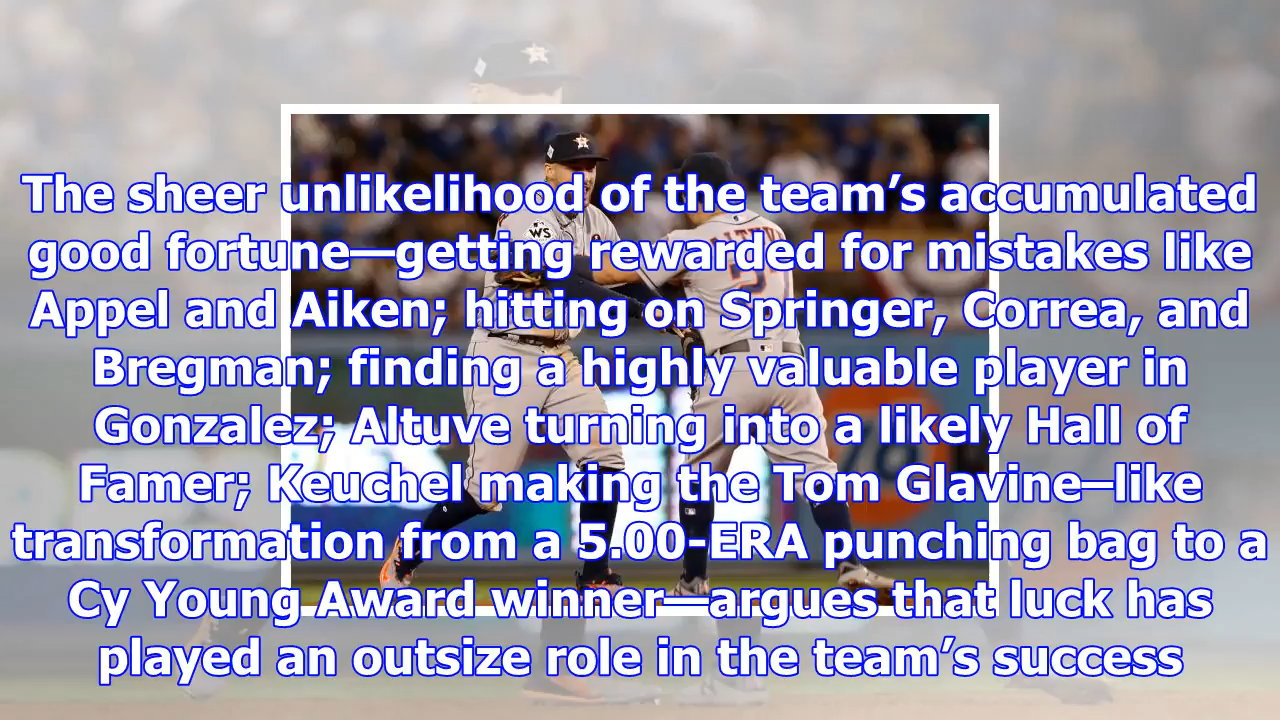 The sheer unlikelihood of the team’s accumulated
good fortune—getting rewarded for mistakes like
Appel and Aiken; hitting on Springer, Correa, and
Bregman; finding a highly valuable player in
Gonzalez; Altuve turning into a likely Hall of
Famer; Keuchel making the Tom Glavine–like
transformation from a 5.00-ERA punching bag to a
Cy Young Award winner—argues that luck has
played an outsize role in the team’s success
WS
76